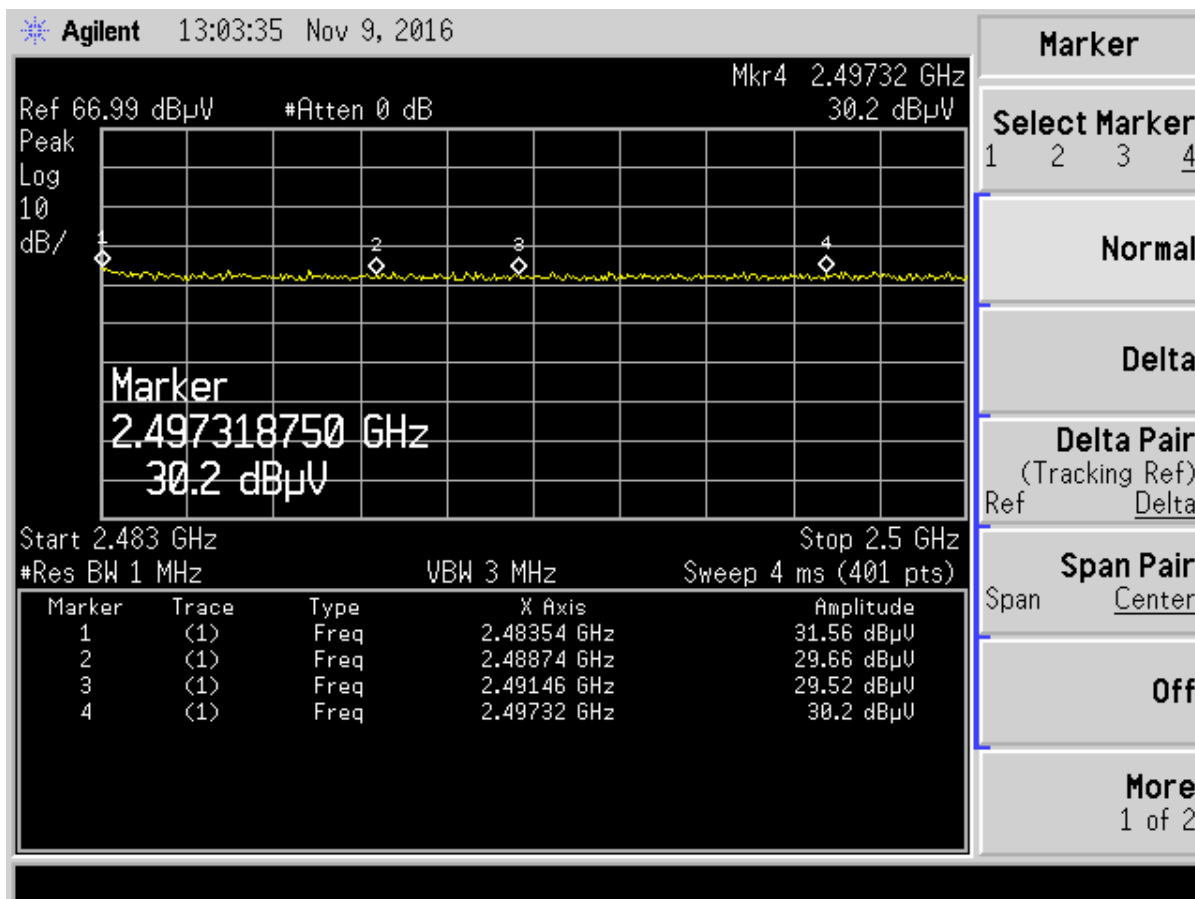 Agilent 13:03:35 Nov 9, 2016
Mkr4 2.49732 GHz
Ref 66.99 dBµV #Atten 0 dB 30.2 dBµV
Peak
Log
10
dB/
1 2 3 4
Marker
2.497318750 GHz
30.2 dBµV
Start 2.483 GHz Stop 2.5 GHz
#Res BW 1 MHz VBW 3 MHz Sweep 4 ms (401 pts)
Marker Trace Type X Axis Amplitude
1 (1) Freq 2.48354 GHz 31.56 dBµV
2 (1) Freq 2.48874 GHz 29.66 dBµV
3 (1) Freq 2.49146 GHz 29.52 dBµV
4 (1) Freq 2.49732 GHz 30.2 dBµV
Marker
Select Marker
1 2 3 4
Normal
Delta
Delta Pair
(Tracking Ref)
Ref Delta
Span Pair
Span Center
Off
More
1 of 2